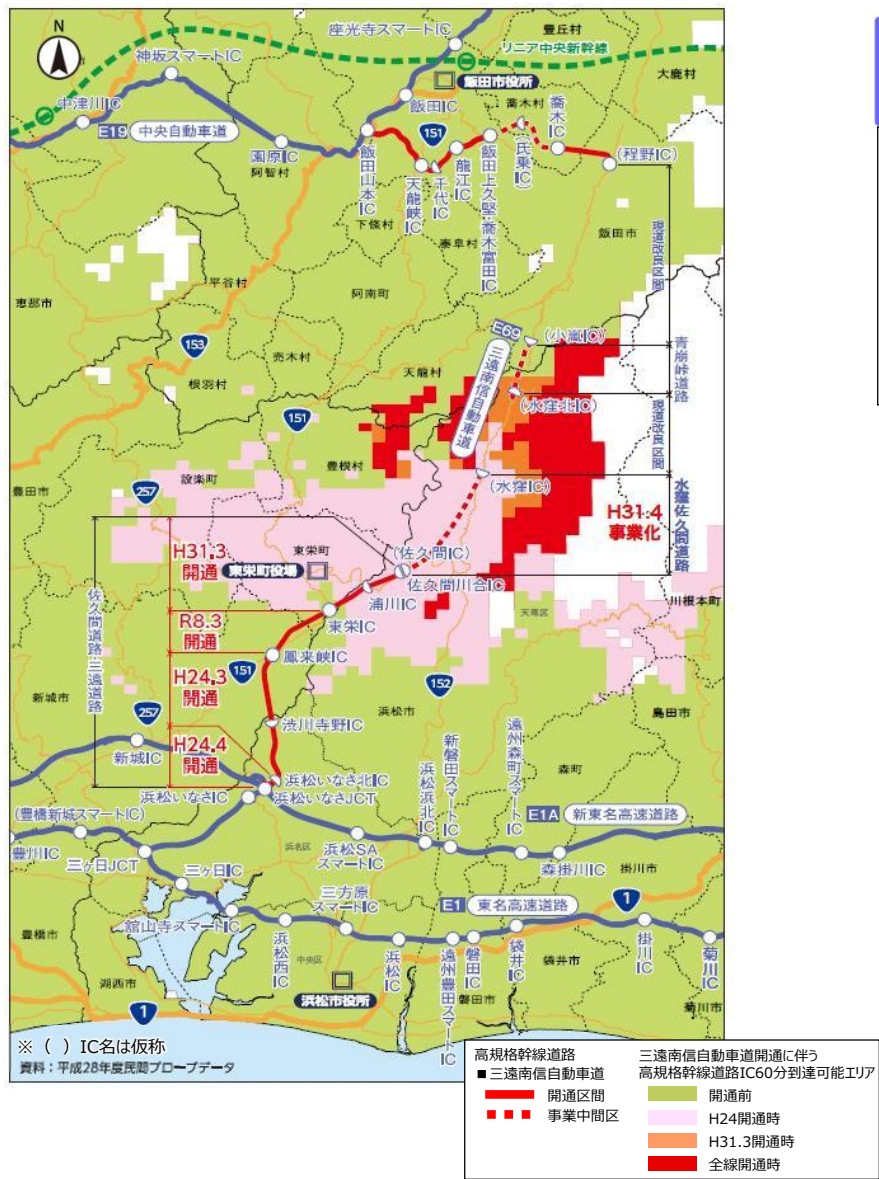 N
座光寺スマートIC
豊丘村
リニア中央新幹線
神坂スマートIC
飯田市役所
大鹿村
中津川IC
飯田IC
喬木村
喬木IC
E19 中央自動車道
151
(氏乗IC)
(程野IC)
園原IC
阿智村
飯田山本IC
天龍峡IC
千代IC
龍江IC
飯田上久堅・喬木富田IC
下條村
泰阜村
飯田市
現道改良区間
恵那市
平谷村
阿南町
E69
(小嵐IC)
153
売木村
天龍村
三遠南信自動車道
青崩峠道路
根羽村
(水窪北IC)
151
現道改良区間
豊根村
設楽町
(水窪IC)
豊田市
257
水窪佐久間道路
H31.4
事業化
H31.3
開通
東栄町
(佐久間IC)
東栄町役場
佐久間川合IC
川根本町
浦川IC
天竜区
佐久間道路・三遠道路
R8.3
開通
東栄IC
鳳来峡IC
151
152
H24.3
開通
新城市
浜松市
島田市
257
渋川寺野IC
H24.4
開通
新城IC
浜松いなさ北IC
浜松いなさIC
浜松いなさJCT
浜松浜北IC
新磐田スマートIC
遠州森町スマートIC
森町
(豊橋新城スマートIC)
E1A 新東名高速道路
豊川IC
浜名区
浜松SA
スマートIC
森掛川IC
掛川市
三ヶ日JCT
三ヶ日IC
三方原
スマートIC
E1 東名高速道路
1
舘山寺スマートIC
豊橋市
浜松西IC
中央区
浜松IC
遠州豊田スマートIC
磐田IC
袋井IC
掛川IC
菊川IC
袋井市
湖西市
浜松市役所
磐田市
菊川市
1
※ ( ) IC名は仮称
資料:平成28年度民間プローブデータ
高規格幹線道路
■ 三遠南信自動車道
開通区間
事業中間区
三遠南信自動車道開通に伴う
高規格幹線道路IC60分到達可能エリア
開通前
H24開通時
H31.3開通時
全線開通時